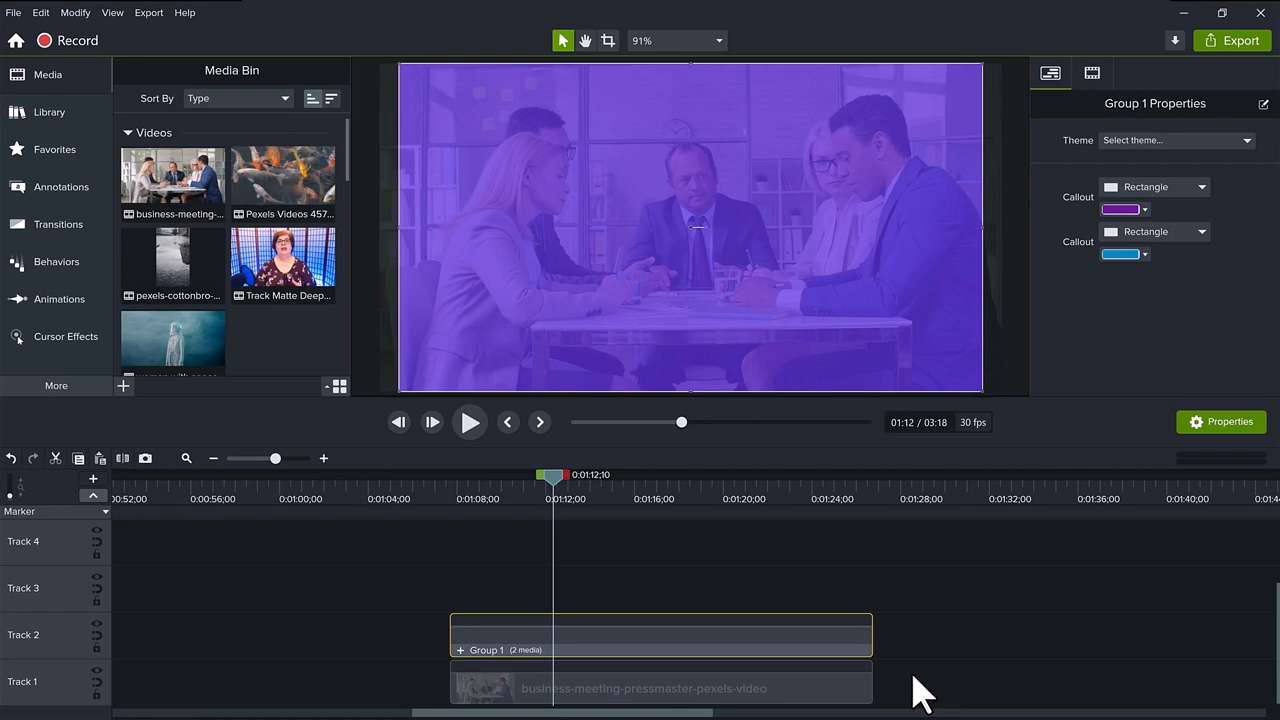 File Edit Modify View Export Help
Record
91%
Export
Media
Library
Favorites
Annotations
Transitions
Behaviors
Animations
Cursor Effects
More
Media Bin
Sort By Type
Videos
business-meeting-... Pexels Videos 457...
pexels-cottonbro-... Track Matte Deep...
Group 1 Properties
Theme Select theme...
Callout Rectangle
Callout Rectangle
01:12 / 03:18 30 fps
Properties
0:01:12;10
0:52;00 0:00:56;00 0:01:00;00 0:01:04;00 0:01:08;00 0:01:12;00 0:01:16;00 0:01:20;00 0:01:24;00 0:01:28;00 0:01:32;00 0:01:36;00 0:01:40;00 0:01:4
Marker
Track 4
Track 3
Track 2
Group 1 (2 media)
Track 1
business-meeting-pressmaster-pexels-video